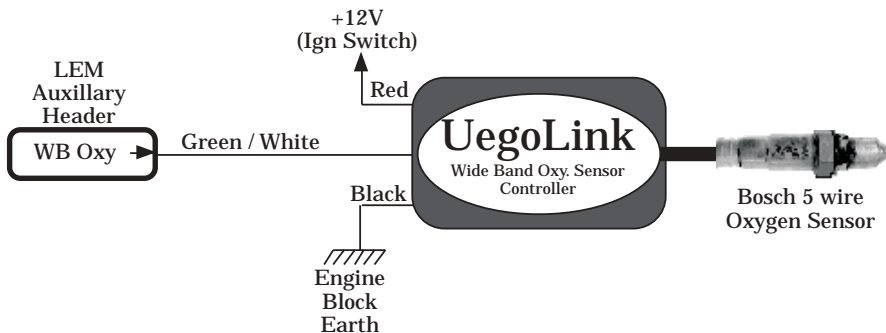 +12V
(Ign Switch)
Red
LEM
Auxillary
Header
WB Oxy
Green / White
UegoLink
Wide Band Oxy. Sensor
Controller
Black
Bosch 5 wire
Oxygen Sensor
Engine
Block
Earth